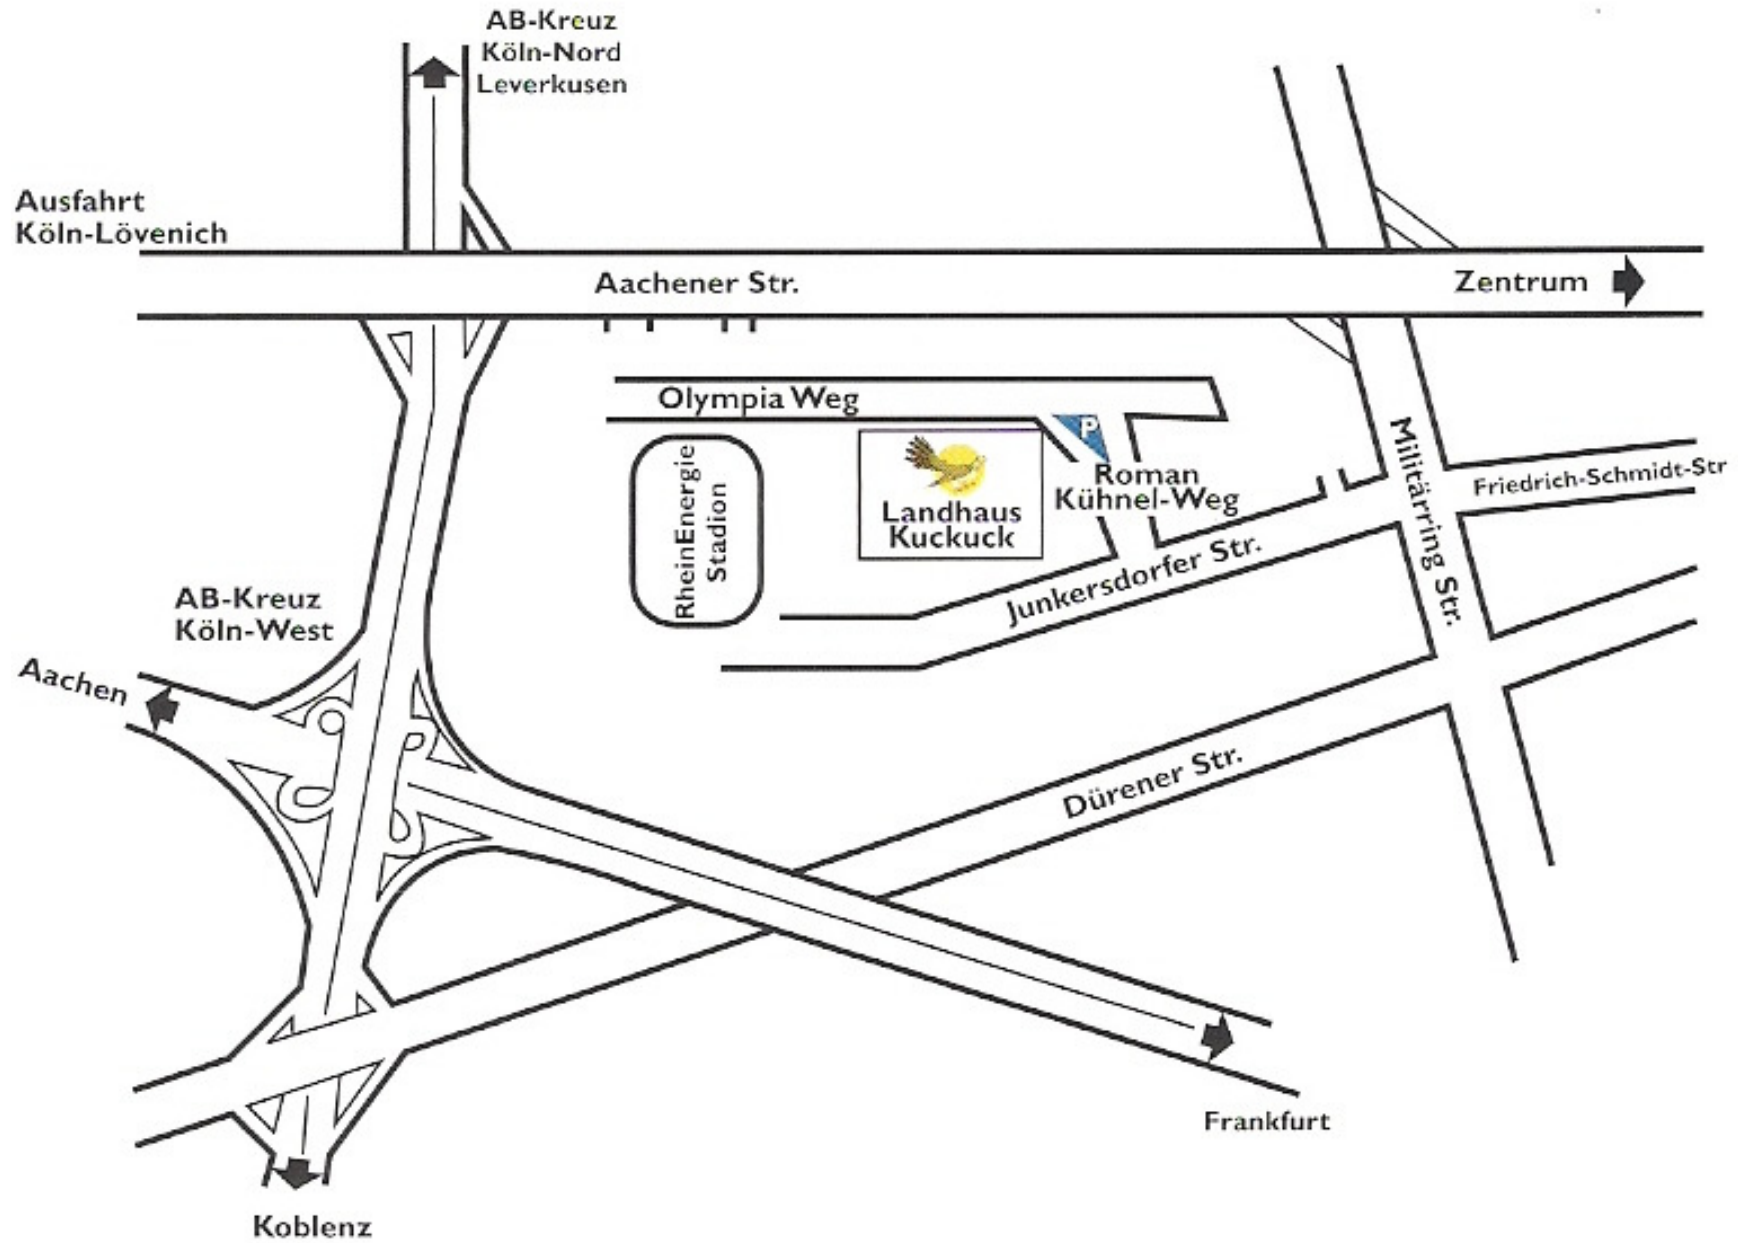 AB-Kreuz
Köln-Nord
Leverkusen
Ausfahrt
Köln-Lövenich
Aachener Str.
Zentrum
Olympia Weg
P
Roman
Kühnel-Weg
Landhaus
Kuckuck
RheinEnergie
Stadion
Militärring Str.
Friedrich-Schmidt-Str
Junkersdorfer Str.
AB-Kreuz
Köln-West
Aachen
Dürener Str.
Frankfurt
Koblenz